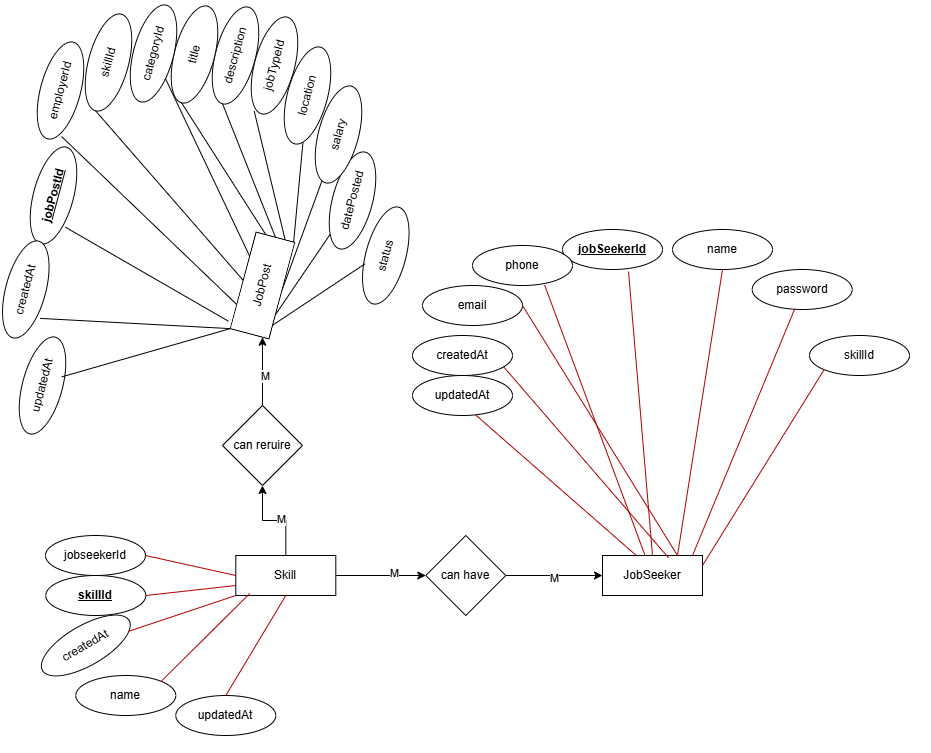 employerId
skillId
categoryId
title
description
jobTypeId
location
salary
datePosted
status
jobPostId
createdAt
updatedAt
JobPost
M
can reruire
M
phone
jobSeekerId
name
email
password
createdAt
skillId
updatedAt
jobseekerId
skillId
createdAt
name
updatedAt
Skill
M
can have
M
JobSeeker